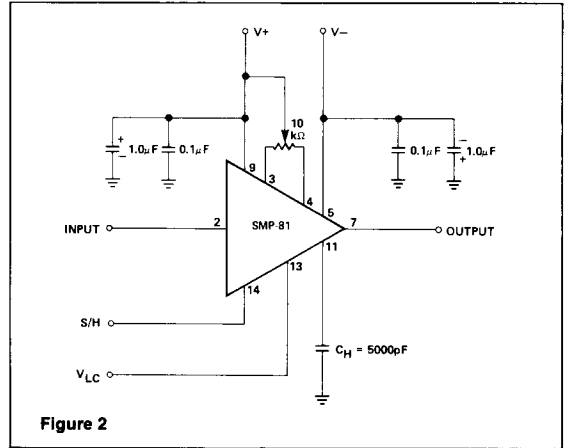 V+
V−
10
kΩ
+
−
1.0μF
0.1μF
0.1μF
−
+
1.0μF
9
3
4
5
INPUT
2
SMP-81
7
OUTPUT
11
13
14
S/H
V_LC
C_H = 5000pF
Figure 2